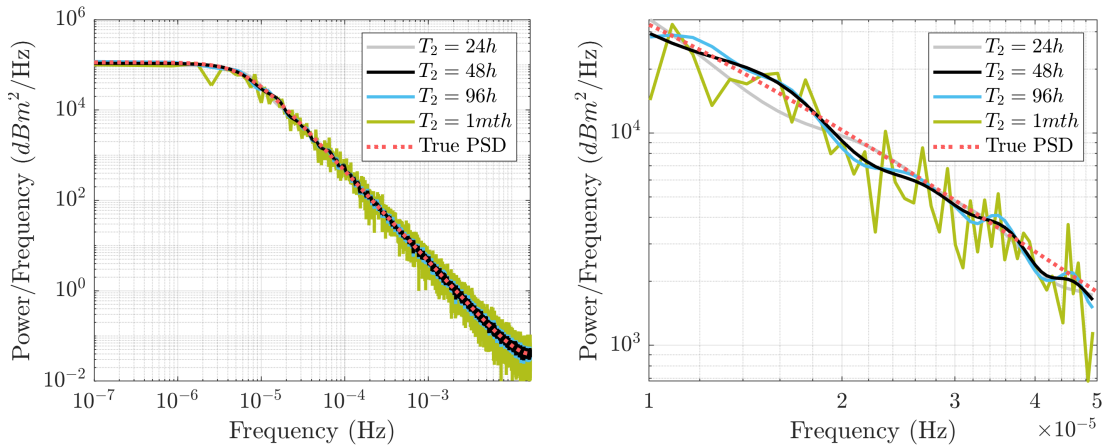 10^6
10^4
10^2
10^0
10^{-2}
Power/Frequency (dBm^2/Hz)
T_2 = 24h
T_2 = 48h
T_2 = 96h
T_2 = 1mth
True PSD
10^{-7}
10^{-6}
10^{-5}
10^{-4}
10^{-3}
Frequency (Hz)
10^4
10^3
Power/Frequency (dBm^2/Hz)
T_2 = 24h
T_2 = 48h
T_2 = 96h
T_2 = 1mth
True PSD
1
2
3
4
5
×10^{-5}
Frequency (Hz)